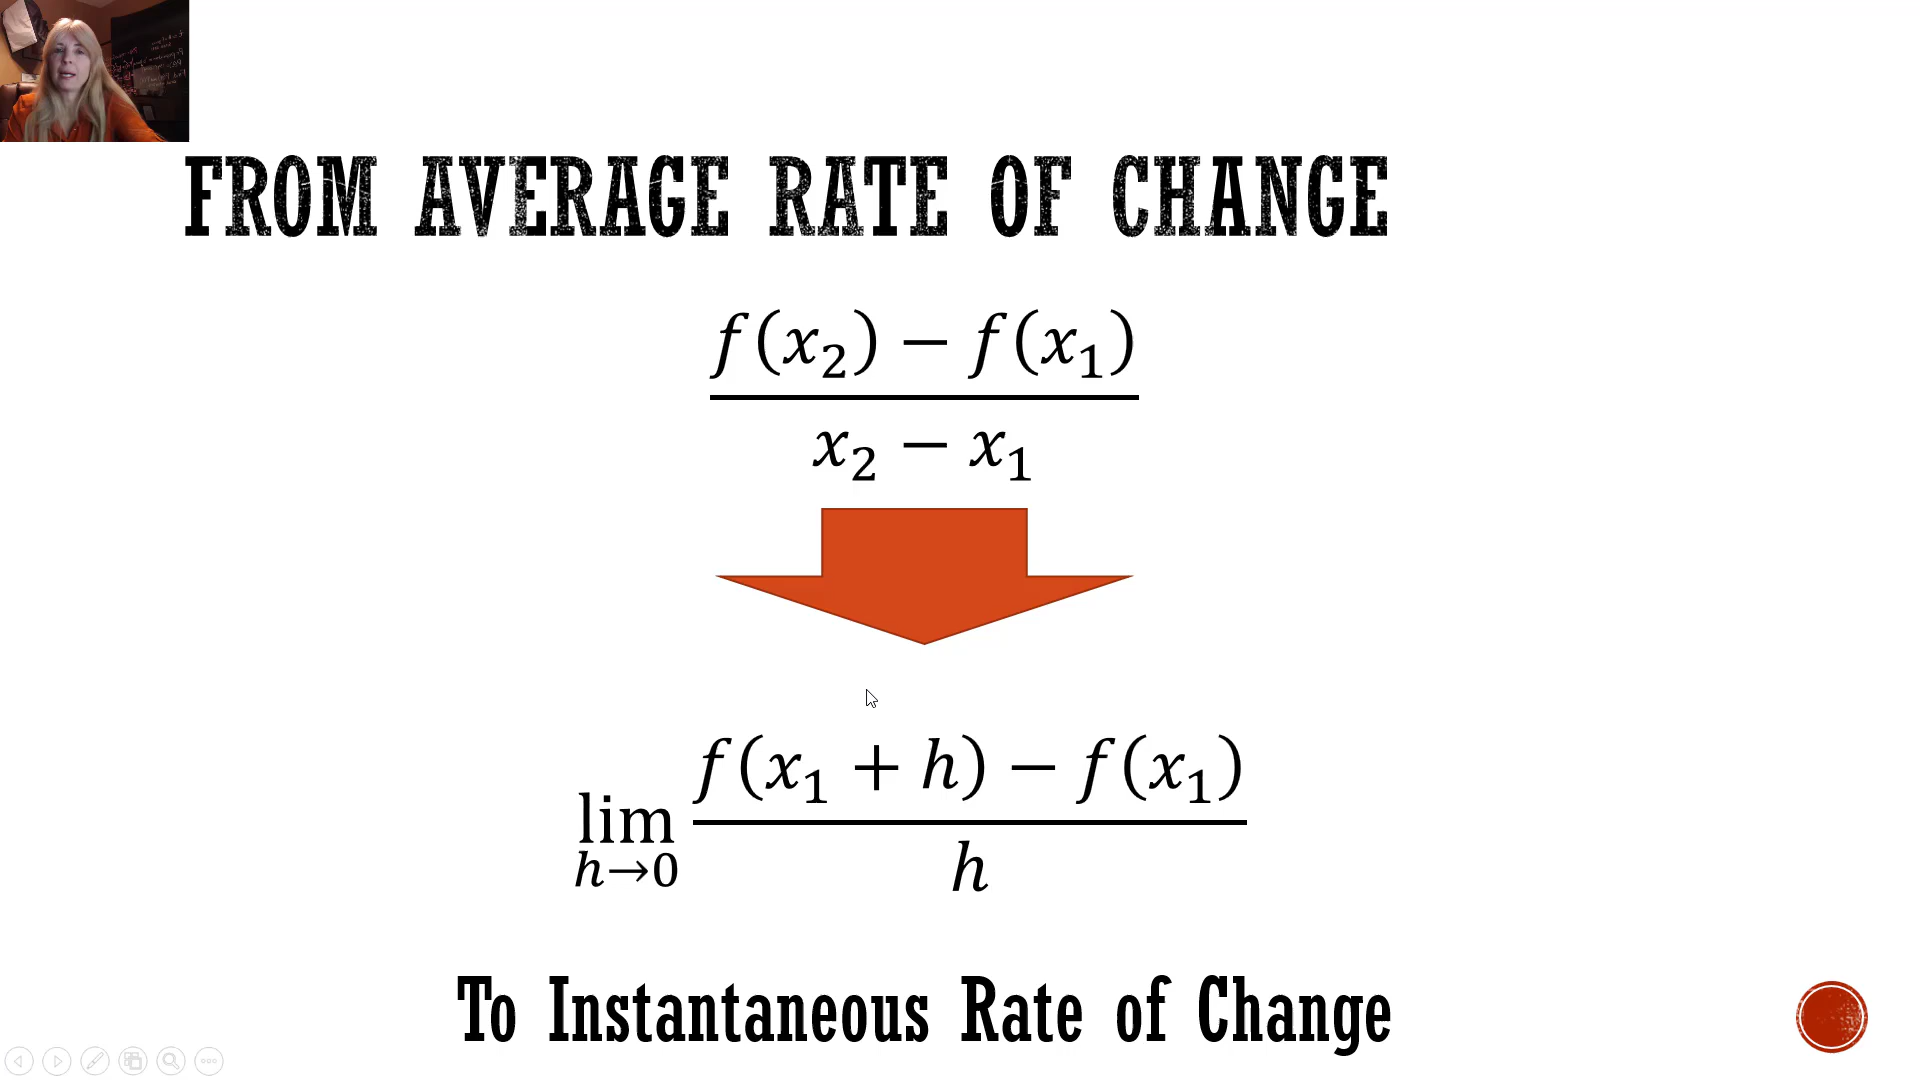 FROM AVERAGE RATE OF CHANGE
f(x₂) − f(x₁)
x₂ − x₁
f(x₁ + h) − f(x₁)
lim
h→0
h
To Instantaneous Rate of Change